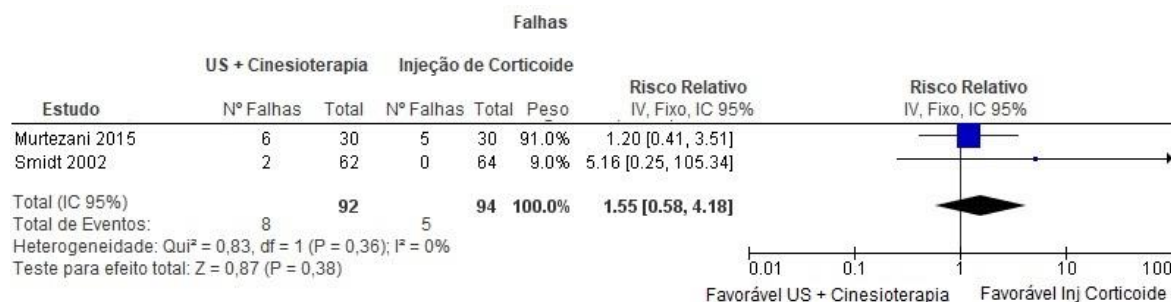 Falhas
US + Cinesioterapia Injeção de Corticoide Risco Relativo Risco Relativo
Estudo Nº Falhas Total Nº Falhas Total Peso IV, Fixo, IC 95% IV, Fixo, IC 95%
Murtezani 2015 6 30 5 30 91.0% 1.20 [0.41, 3.51]
Smidt 2002 2 62 0 64 9.0% 5.16 [0.25, 105.34]
Total (IC 95%) 92 94 100.0% 1.55 [0.58, 4.18]
Total de Eventos: 8 5
Heterogeneidade: Qui² = 0,83, df = 1 (P = 0,36); I² = 0%
Teste para efeito total: Z = 0,87 (P = 0,38)
0.01 0.1 1 10 100
Favorável US + Cinesioterapia Favorável Inj Corticoide